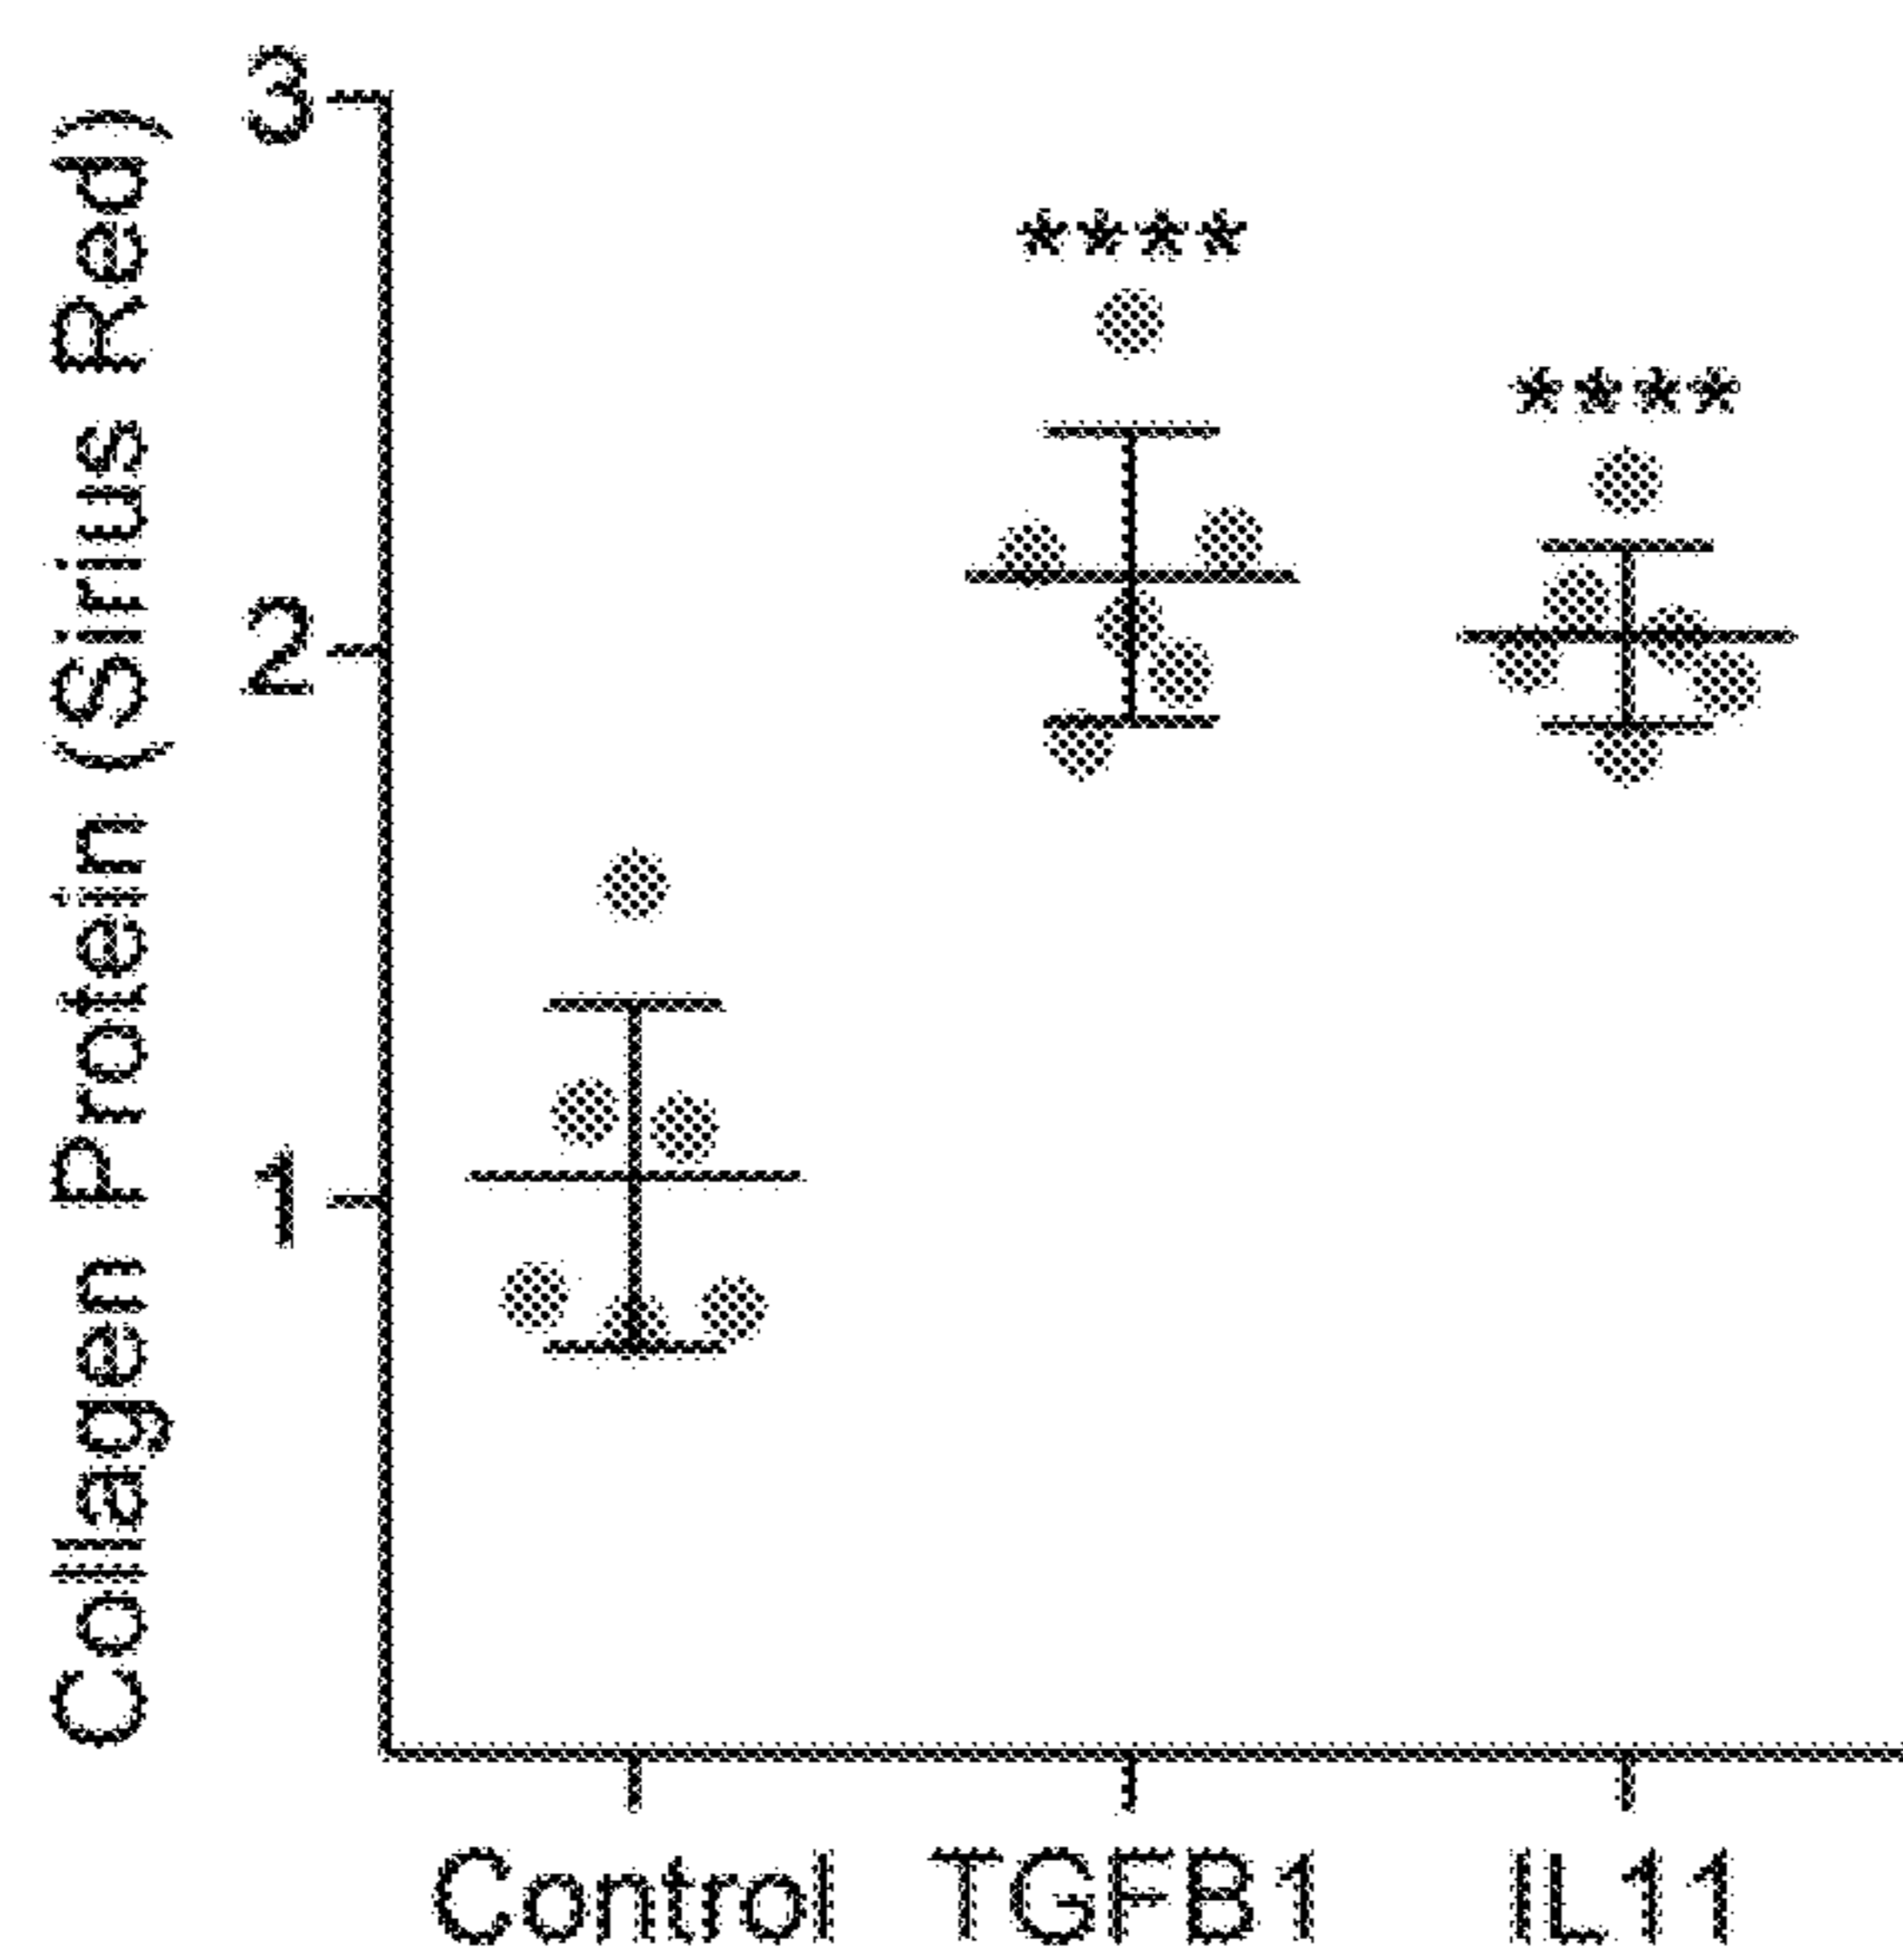 Collagen Protein (Sirius Red)
3
2
1
****
****
Control TGFB1 IL11